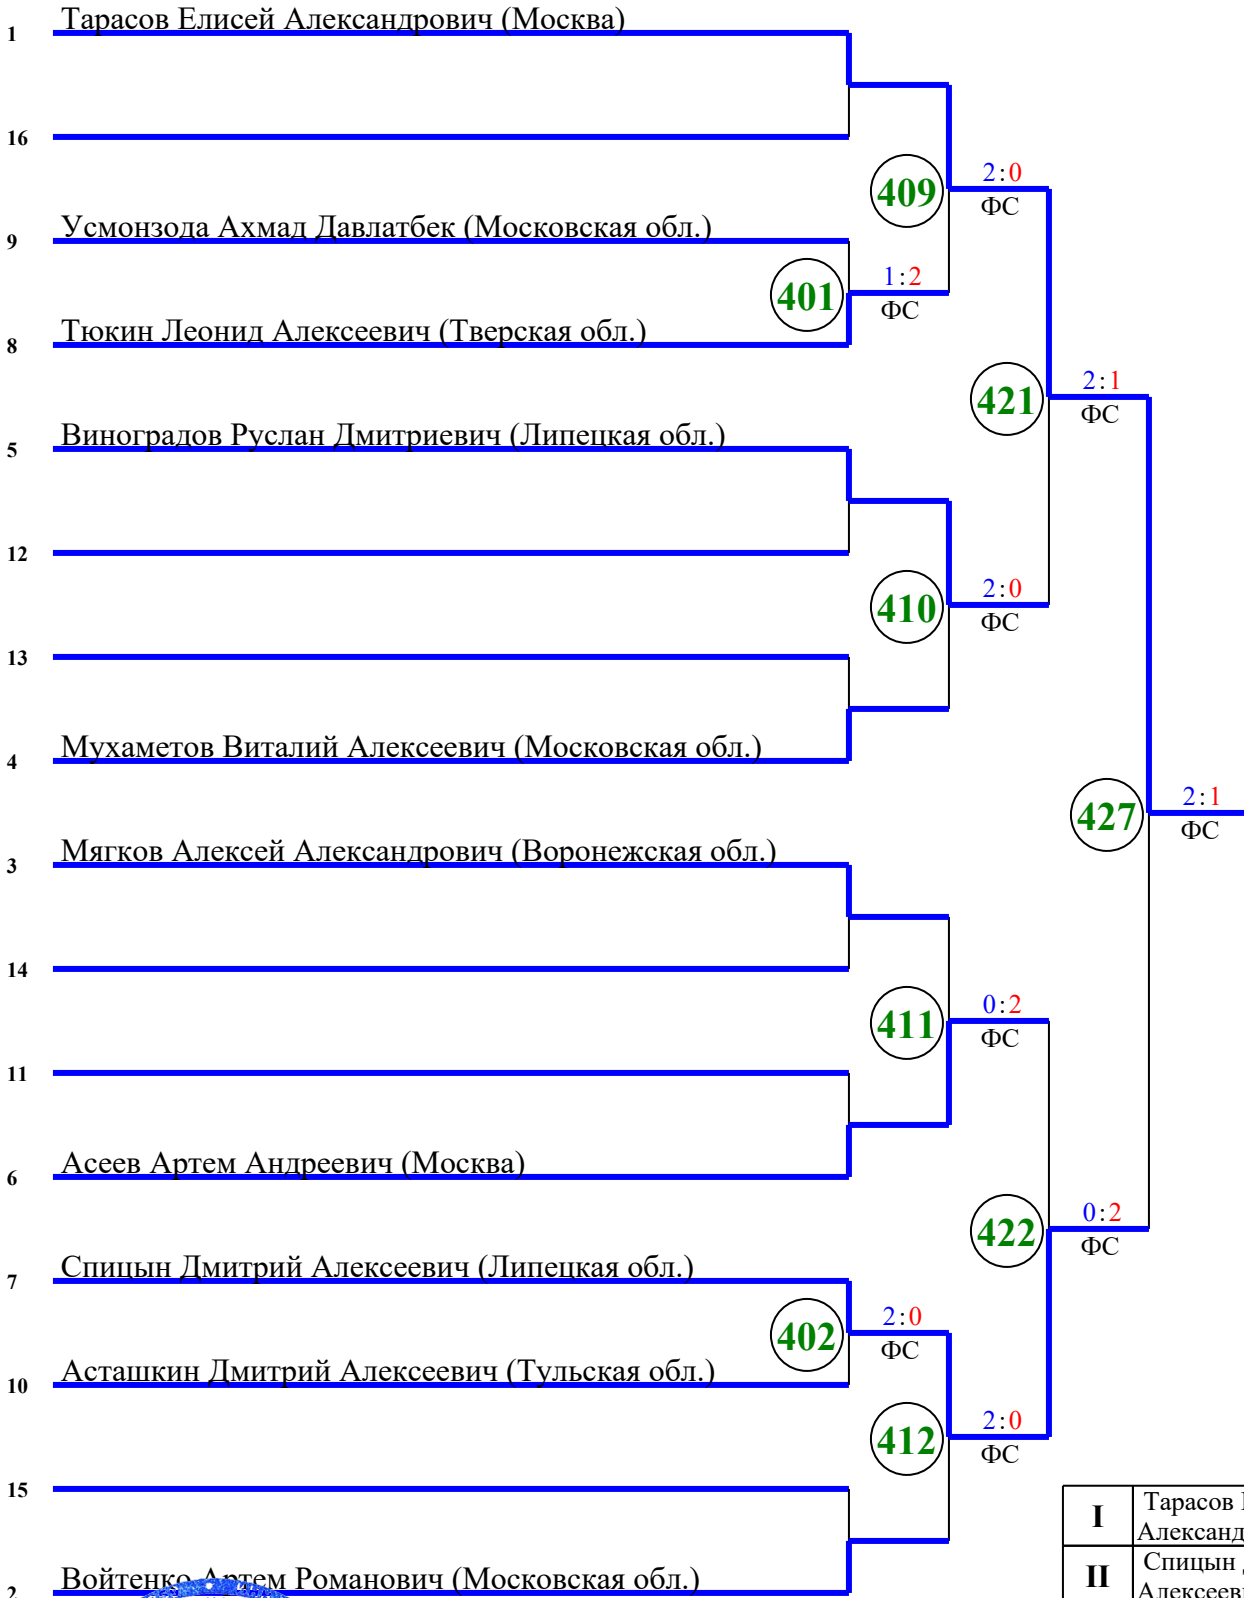 1 Тарасов Елисей Александрович (Москва)
16
409 2:0
ФС
9 Усмонзода Ахмад Давлатбек (Московская обл.)
401 1:2
ФС
8 Тюкин Леонид Алексеевич (Тверская обл.)
421 2:1
ФС
5 Виноградов Руслан Дмитриевич (Липецкая обл.)
12
410 2:0
ФС
13
4 Мухаметов Виталий Алексеевич (Московская обл.)
427 2:1
ФС
3 Мягков Алексей Александрович (Воронежская обл.)
14
411 0:2
ФС
11
6 Асеев Артем Андреевич (Москва)
422 0:2
ФС
7 Спицын Дмитрий Алексеевич (Липецкая обл.)
402 2:0
ФС
10 Асташкин Дмитрий Алексеевич (Тульская обл.)
412 2:0
ФС
15
I Тарасов
Александ
II Спицын
Алексеев
2 Войтенко Артем Романович (Московская обл.)